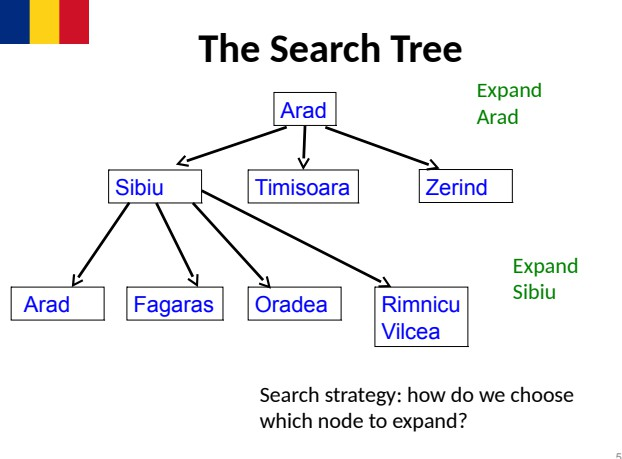 The Search Tree
Expand
Arad
Arad
Sibiu
Timisoara
Zerind
Expand
Sibiu
Arad
Fagaras
Oradea
Rimnicu
Vilcea
Search strategy: how do we choose
which node to expand?
5